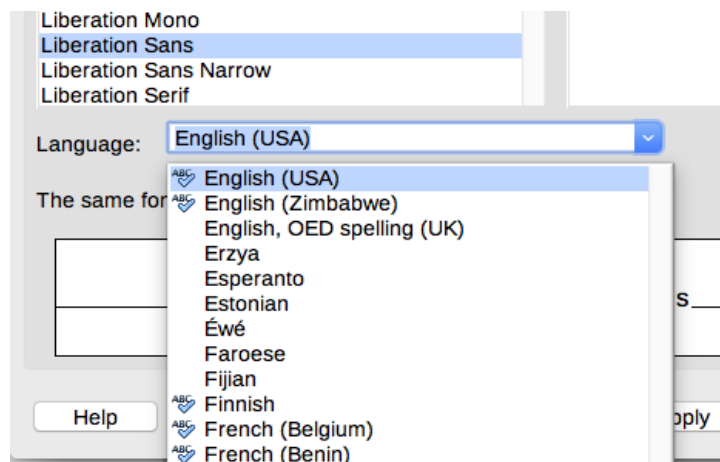 Liberation Mono
Liberation Sans
Liberation Sans Narrow
Liberation Serif
Language: English (USA)
English (USA)
The same for
English (Zimbabwe)
English, OED spelling (UK)
Erzya
Esperanto
Estonian
Éwé
Faroese
Fijian
Finnish
French (Belgium)
French (Benin)
Help